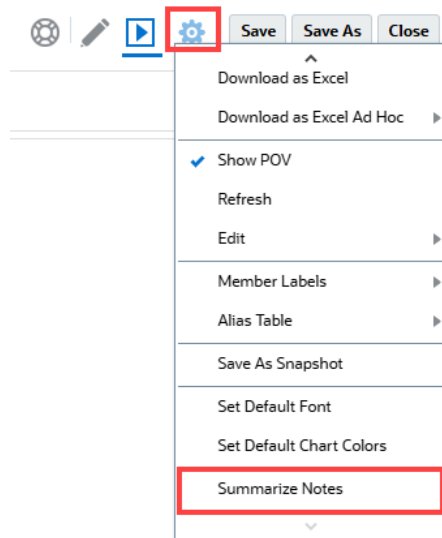 Save Save As Close
Download as Excel
Download as Excel Ad Hoc
Show POV
Refresh
Edit
Member Labels
Alias Table
Save As Snapshot
Set Default Font
Set Default Chart Colors
Summarize Notes